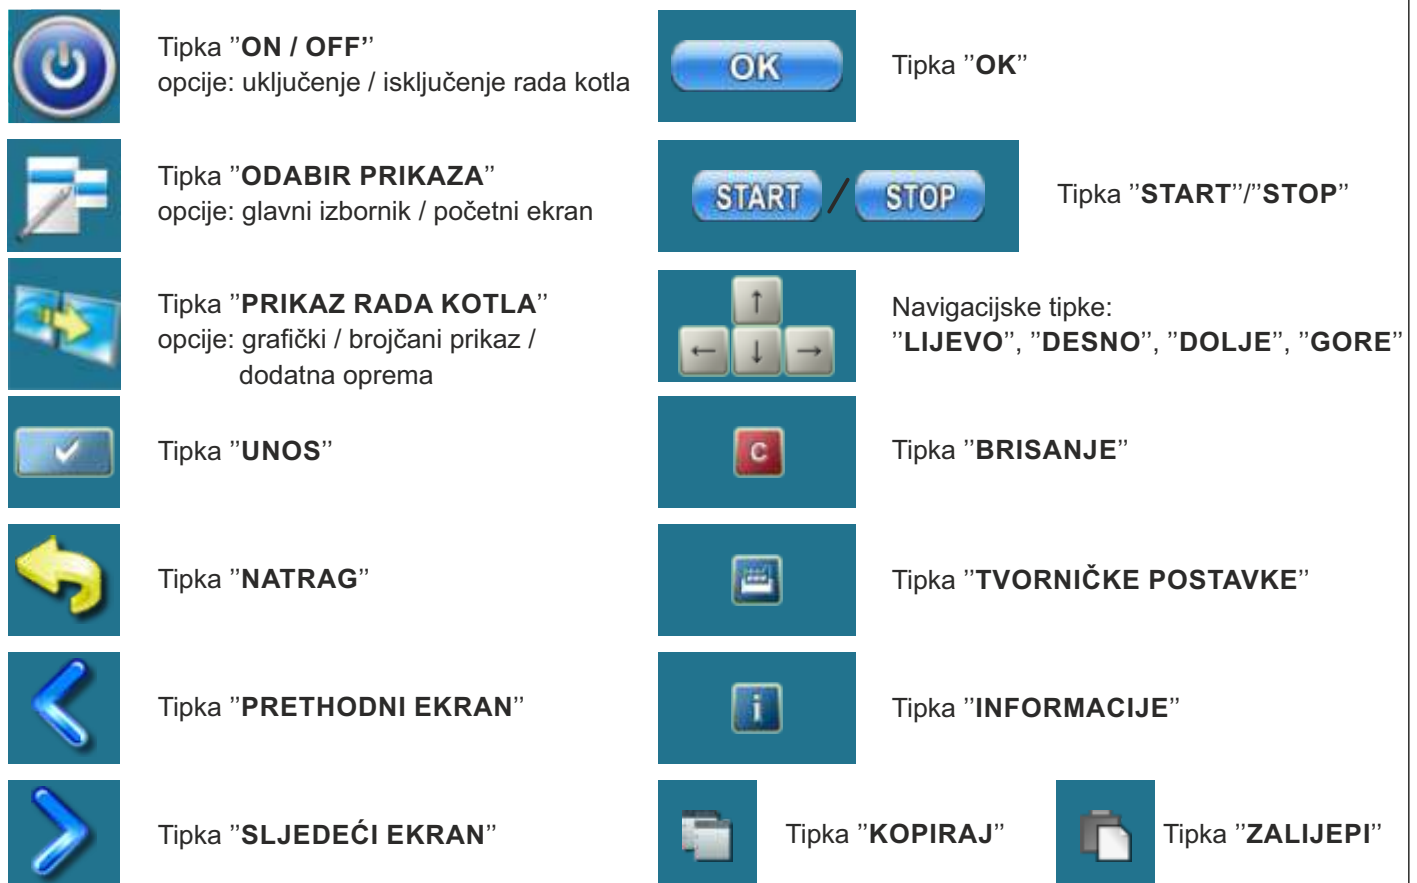 Tipka ''ON / OFF''
opcije: uključenje / isključenje rada kotla
Tipka ''ODABIR PRIKAZA''
opcije: glavni izbornik / početni ekran
Tipka ''PRIKAZ RADA KOTLA''
opcije: grafički / brojčani prikaz /
dodatna oprema
Tipka ''UNOS''
Tipka ''NATRAG''
Tipka ''PRETHODNI EKRAN''
Tipka ''SLJEDEĆI EKRAN''
OK
Tipka ''OK''
START / STOP
Tipka ''START''/''STOP''
↑
← ↓ →
Navigacijske tipke:
''LIJEVO'', ''DESNO'', ''DOLJE'', ''GORE''
C
Tipka ''BRISANJE''
Tipka ''TVORNIČKE POSTAVKE''
i
Tipka ''INFORMACIJE''
Tipka ''KOPIRAJ''
Tipka ''ZALIJEPI''